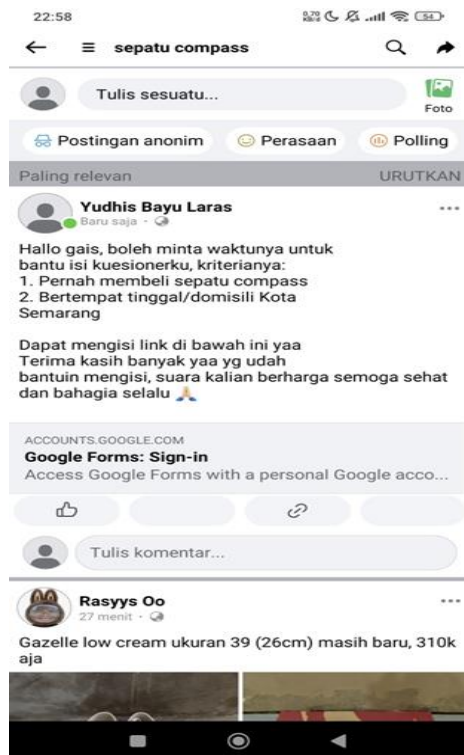 22:58
0,70
KB/S
54
sepatu compass
Tulis sesuatu...
Foto
Postingan anonim
Perasaan
Polling
Paling relevan
URUTKAN
Yudhis Bayu Laras
Baru saja
Hallo gais, boleh minta waktunya untuk
bantu isi kuesionerku, kriterianya:
1. Pernah membeli sepatu compass
2. Bertempat tinggal/domisili Kota
Semarang
Dapat mengisi link di bawah ini yaa
Terima kasih banyak yaa yg udah
bantuin mengisi, suara kalian berharga semoga sehat
dan bahagia selalu 🙏🏻
ACCOUNTS.GOOGLE.COM
Google Forms: Sign-in
Access Google Forms with a personal Google acco...
Tulis komentar...
Rasyys Oo
27 menit
Gazelle low cream ukuran 39 (26cm) masih baru, 310k
aja